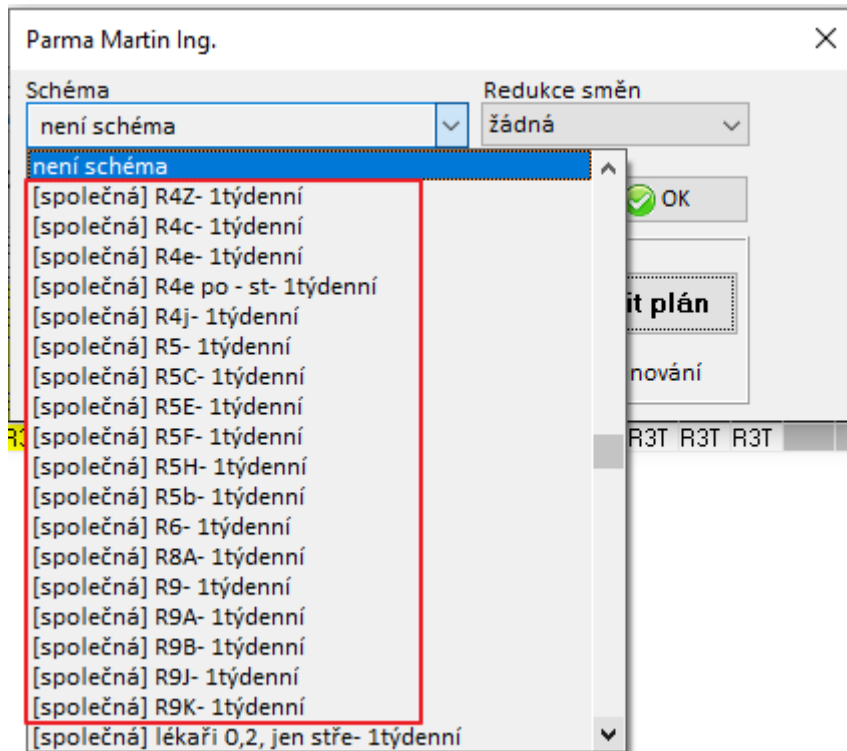 Parma Martin Ing.
Schéma
Redukce směn
není schéma
žádná
není schéma
[společná] R4Z- 1týdenní
[společná] R4c- 1týdenní
OK
[společná] R4e- 1týdenní
[společná] R4e po - st- 1týdenní
[společná] R4j- 1týdenní
it plán
[společná] R5- 1týdenní
[společná] R5C- 1týdenní
nování
[společná] R5E- 1týdenní
[společná] R5F- 1týdenní
R3T R3T R3T
[společná] R5H- 1týdenní
[společná] R5b- 1týdenní
[společná] R6- 1týdenní
[společná] R8A- 1týdenní
[společná] R9- 1týdenní
[společná] R9A- 1týdenní
[společná] R9B- 1týdenní
[společná] R9J- 1týdenní
[společná] R9K- 1týdenní
[společná] lékaři 0,2, jen stře- 1týdenní